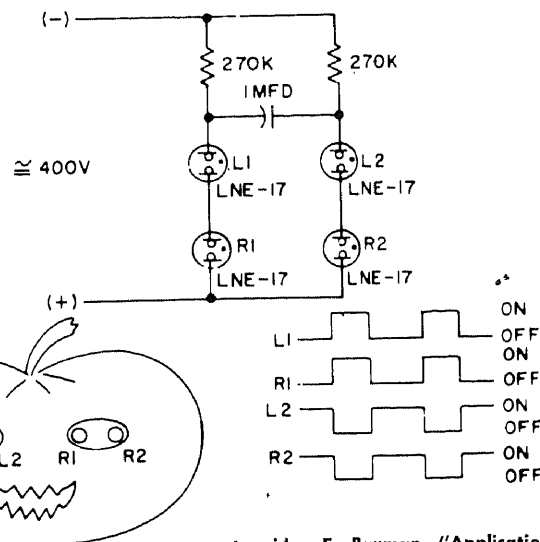 (-)
270K
270K
1MFD
≅ 400V
L1
L2
LNE-17
LNE-17
R1
R2
LNE-17
LNE-17
(+)
L1
ON
OFF
R1
ON
OFF
L2
ON
OFF
R2
ON
OFF
L2
R1
R2
"Application